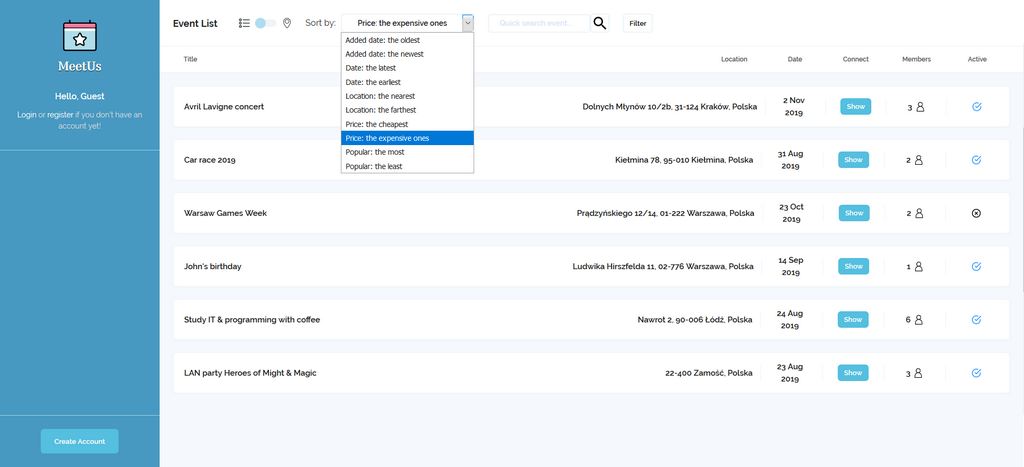 MeetUs
Hello, Guest
Login or register if you don't have an
account yet!
Create Account
Event List
Sort by:
Price: the expensive ones
Quick search event...
Filter
Added date: the oldest
Added date: the newest
Date: the latest
Date: the earliest
Location: the nearest
Location: the farthest
Price: the cheapest
Price: the expensive ones
Popular: the most
Popular: the least
Title Location Date Connect Members Active
Avril Lavigne concert Dolnych Młynów 10/2b, 31-124 Kraków, Polska 2 Nov 2019 Show 3
Car race 2019 Kiełmina 78, 95-010 Kiełmina, Polska 31 Aug 2019 Show 2
Warsaw Games Week Prądzyńskiego 12/14, 01-222 Warszawa, Polska 23 Oct 2019 Show 2
John's birthday Ludwika Hirszfelda 11, 02-776 Warszawa, Polska 14 Sep 2019 Show 1
Study IT & programming with coffee Nawrot 2, 90-006 Łódź, Polska 24 Aug 2019 Show 6
LAN party Heroes of Might & Magic 22-400 Zamość, Polska 23 Aug 2019 Show 3